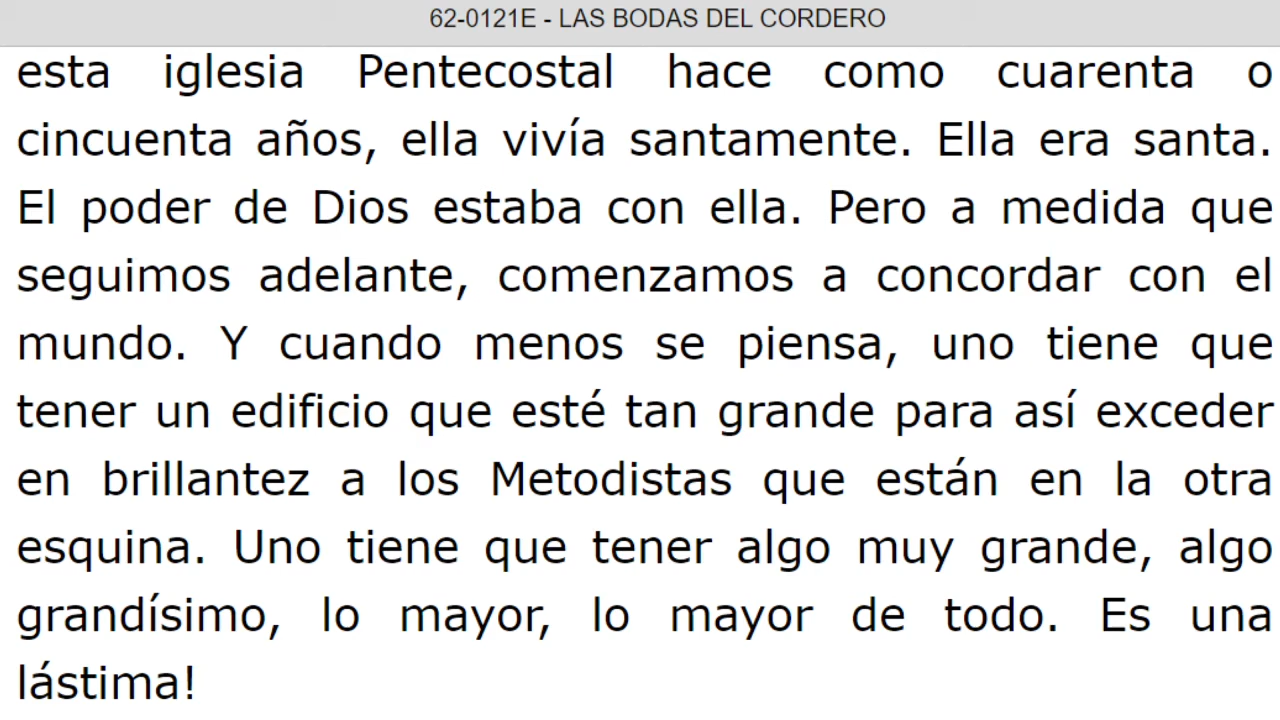 62-0121E - LAS BODAS DEL CORDERO
esta iglesia Pentecostal hace como cuarenta o
cincuenta años, ella vivía santamente. Ella era santa.
El poder de Dios estaba con ella. Pero a medida que
seguimos adelante, comenzamos a concordar con el
mundo. Y cuando menos se piensa, uno tiene que
tener un edificio que esté tan grande para así exceder
en brillantez a los Metodistas que están en la otra
esquina. Uno tiene que tener algo muy grande, algo
grandísimo, lo mayor, lo mayor de todo. Es una
lástima!